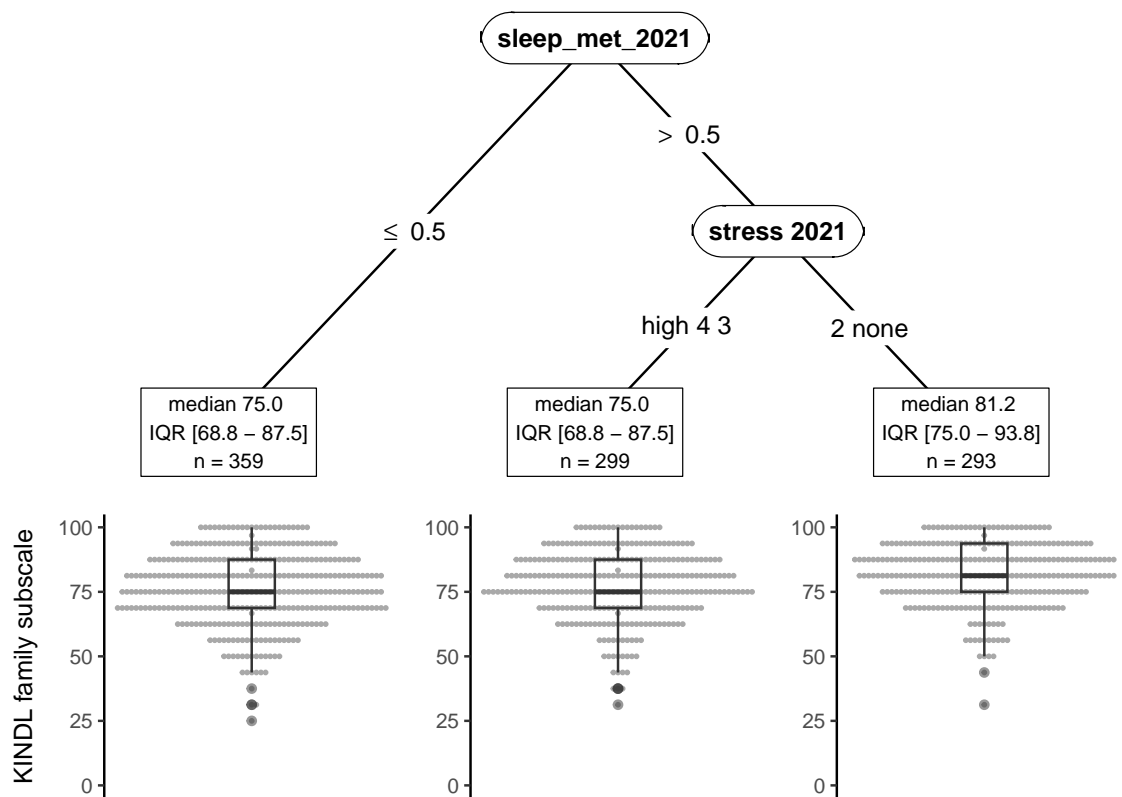 sleep_met_2021
> 0.5
≤ 0.5
stress 2021
high 4 3
2 none
median 75.0
IQR [68.8 – 87.5]
n = 359
median 75.0
IQR [68.8 – 87.5]
n = 299
median 81.2
IQR [75.0 – 93.8]
n = 293
KINDL family subscale
100
75
50
25
0
100
75
50
25
0
100
75
50
25
0